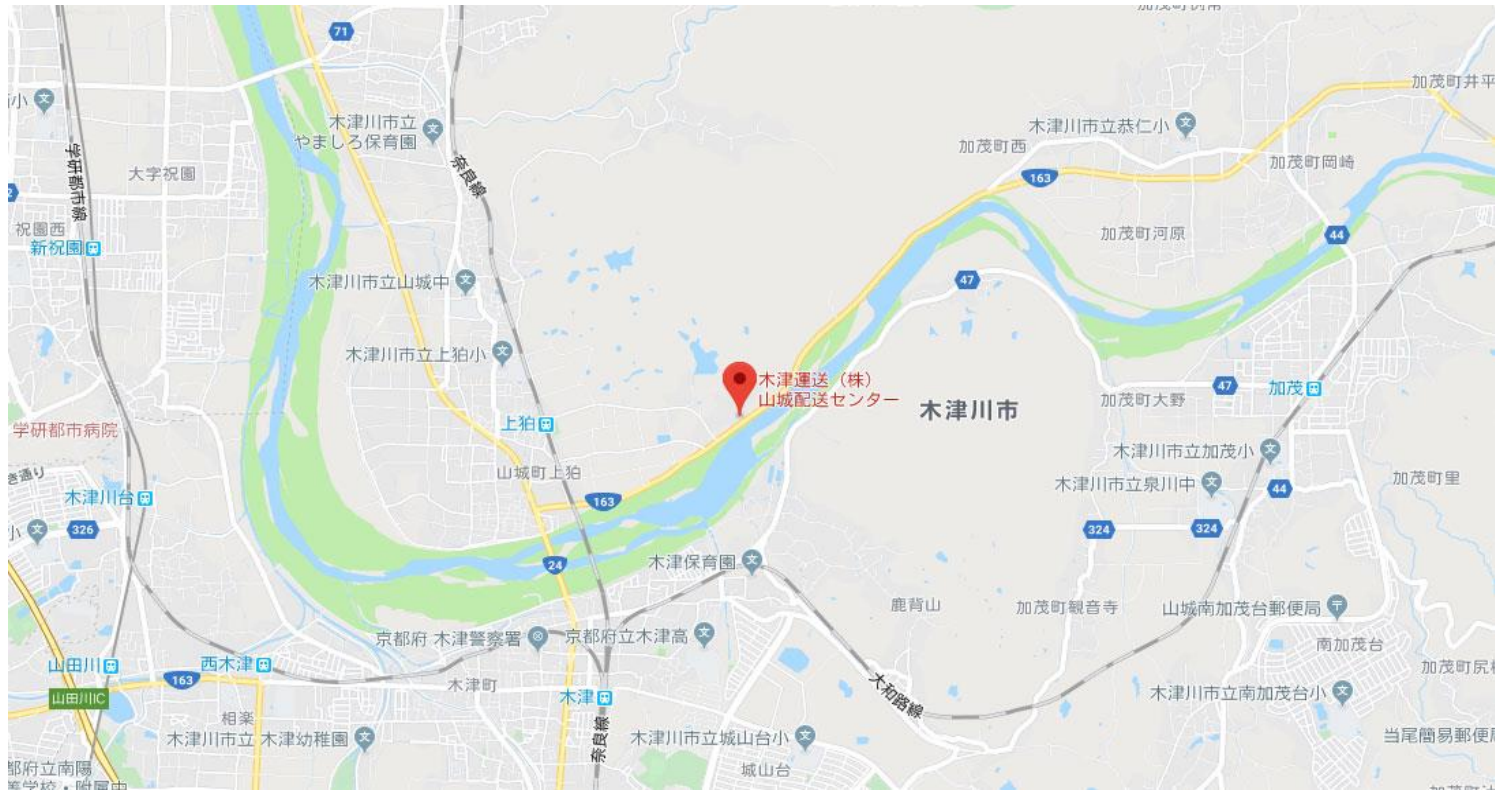 71
加茂町井平
小
木津川市立
やましろ保育園
木津川市立恭仁小
加茂町西
加茂町岡崎
大字祝園
学研都市線
奈良線
163
祝園西
新祝園
加茂町河原
44
木津川市立山城中
47
木津川市立上狛小
木津運送（株）
山城配送センター
木津川市
47
加茂
加茂町大野
上狛
学研都市病院
木津川市立加茂小
山城町上狛
加茂町里
き通り
木津川市立泉川中
44
木津川台
163
小
326
324
324
24
木津保育園
鹿背山
加茂町観音寺
山城南加茂台郵便局
京都府 木津警察署
京都府立木津高
南加茂台
山田川
西木津
加茂町尻
163
木津町
山田川IC
木津
大和路線
木津川市立南加茂台小
相楽
木津川市立 木津幼稚園
奈良線
木津川市立城山台小
当尾簡易郵便局
城山台
都府立南陽